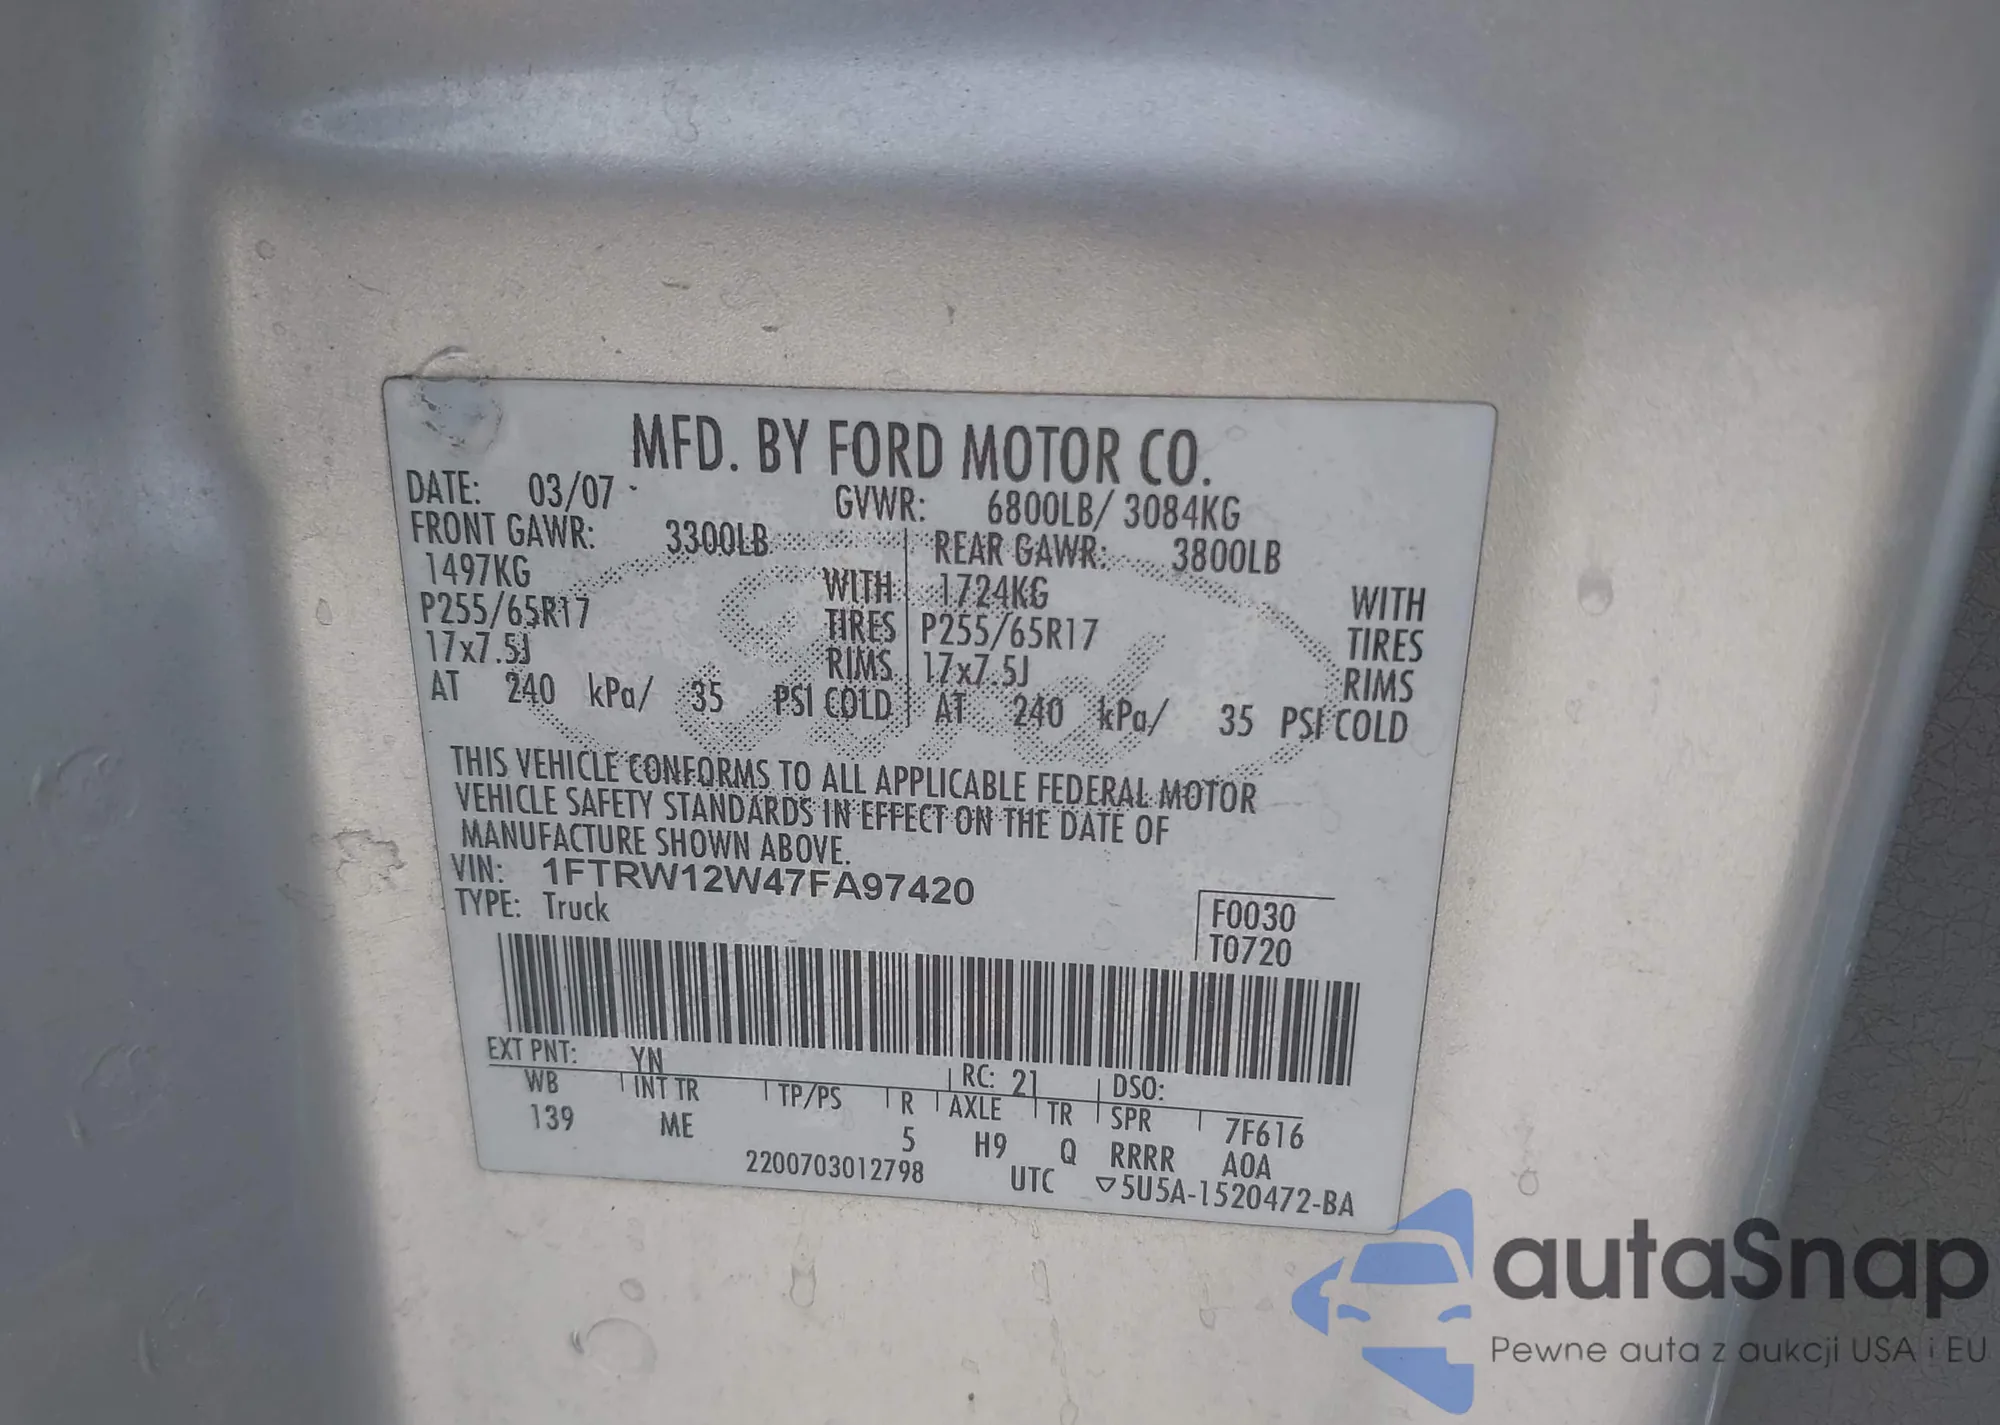 MFD. BY FORD MOTOR CO.
DATE: 03/07 GVWR: 6800LB/ 3084KG
FRONT GAWR: 3300LB REAR GAWR: 3800LB
1497KG WITH 1724KG WITH
P255/65R17 TIRES P255/65R17 TIRES
17x7.5J RIMS 17x7.5J RIMS
AT 240 kPa/ 35 PSI COLD AT 240 kPa/ 35 PSI COLD
THIS VEHICLE CONFORMS TO ALL APPLICABLE FEDERAL MOTOR
VEHICLE SAFETY STANDARDS IN EFFECT ON THE DATE OF
MANUFACTURE SHOWN ABOVE.
VIN: 1FTRW12W47FA97420
TYPE: Truck
F0030
T0720
EXT PNT: YN RC: 21 DSO:
WB INT TR TP/PS R AXLE TR SPR 7F616
139 ME 5 H9 Q RRRR A0A
2200703012798 UTC ▽5U5A-1520472-BA
autaSnap
Pewne auta z aukcji USA i EU